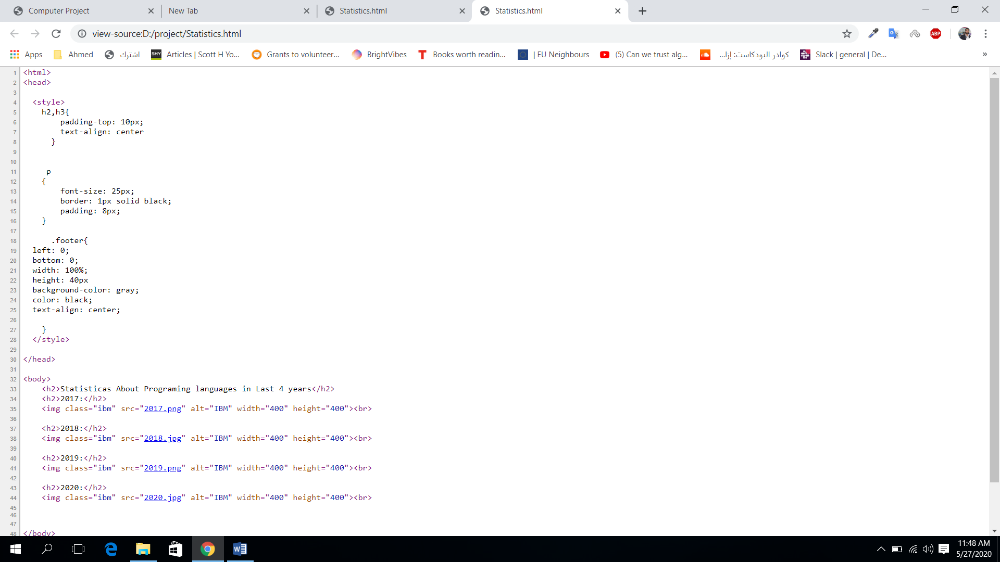 Computer Project
New Tab
Statistics.html
Statistics.html
view-source:D:/project/Statistics.html
ABP
Apps
Ahmed
اشترك
SHY
Articles | Scott H Yo...
Grants to volunteer...
BrightVibes
T
Books worth readin...
| EU Neighbours
(5) Can we trust alg...
كوادر البودكاست: إزا...
Slack | general | De...
»
1 <html>
2 <head>
3
4 <style>
5 h2,h3{
6 padding-top: 10px;
7 text-align: center
8 }
9
10
11 p
12 {
13 font-size: 25px;
14 border: 1px solid black;
15 padding: 8px;
16 }
17
18 .footer{
19 left: 0;
20 bottom: 0;
21 width: 100%;
22 height: 40px
23 background-color: gray;
24 color: black;
25 text-align: center;
26
27 }
28 </style>
29
30 </head>
31
32 <body>
33 <h2>Statisticas About Programing languages in Last 4 years</h2>
34 <h2>2017:</h2>
35 <img class="ibm" src="2017.png" alt="IBM" width="400" height="400"><br>
36
37 <h2>2018:</h2>
38 <img class="ibm" src="2018.jpg" alt="IBM" width="400" height="400"><br>
39
40 <h2>2019:</h2>
41 <img class="ibm" src="2019.png" alt="IBM" width="400" height="400"><br>
42
43 <h2>2020:</h2>
44 <img class="ibm" src="2020.jpg" alt="IBM" width="400" height="400"><br>
45
46
47
48 </body>
11:48 AM
5/27/2020